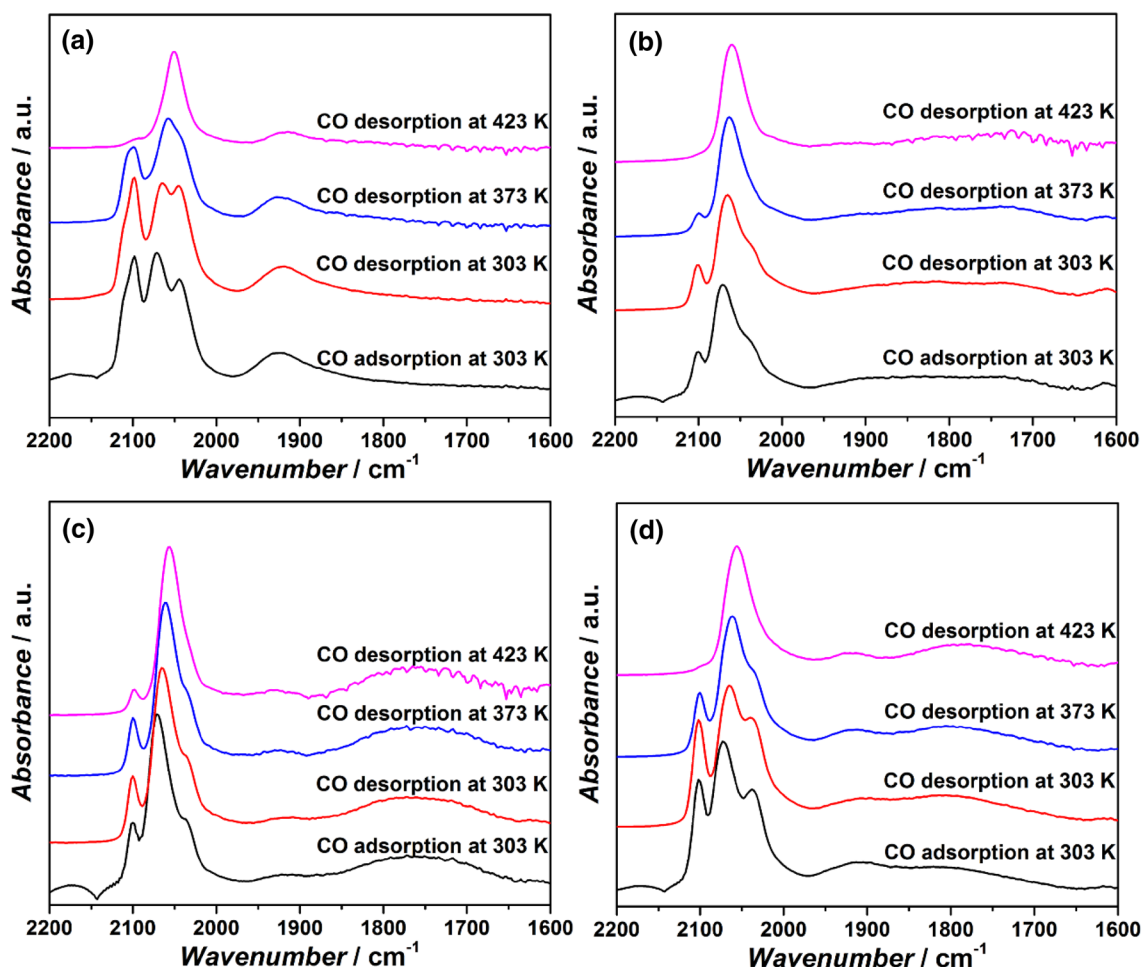 (a)
CO desorption at 423 K
CO desorption at 373 K
CO desorption at 303 K
CO adsorption at 303 K
Absorbance / a.u.
2200 2100 2000 1900 1800 1700 1600
Wavenumber / cm⁻¹
(b)
CO desorption at 423 K
CO desorption at 373 K
CO desorption at 303 K
CO adsorption at 303 K
Absorbance / a.u.
2200 2100 2000 1900 1800 1700 1600
Wavenumber / cm⁻¹
(c)
CO desorption at 423 K
CO desorption at 373 K
CO desorption at 303 K
CO adsorption at 303 K
Absorbance / a.u.
2200 2100 2000 1900 1800 1700 1600
Wavenumber / cm⁻¹
(d)
CO desorption at 423 K
CO desorption at 373 K
CO desorption at 303 K
CO adsorption at 303 K
Absorbance / a.u.
2200 2100 2000 1900 1800 1700 1600
Wavenumber / cm⁻¹